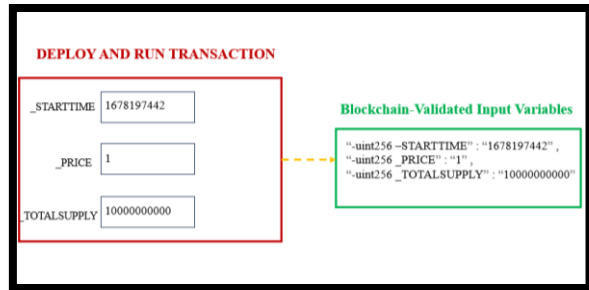 DEPLOY AND RUN TRANSACTION
_STARTTIME 1678197442
_PRICE 1
_TOTALSUPPLY 10000000000
Blockchain-Validated Input Variables
“-uint256 –STARTTIME” : “1678197442” ,
“-uint256 _PRICE” : “1” ,
“-uint256 _TOTALSUPPLY” : “10000000000”